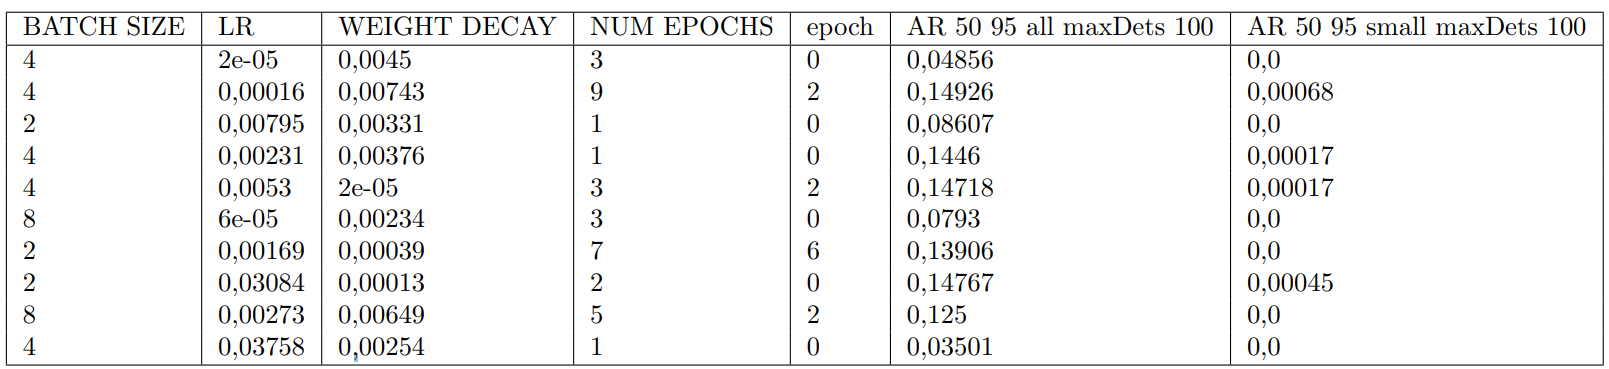 BATCH SIZE LR WEIGHT DECAY NUM EPOCHS epoch AR 50 95 all maxDets 100 AR 50 95 small maxDets 100
4 2e-05 0,0045 3 0 0,04856 0,0
4 0,00016 0,00743 9 2 0,14926 0,00068
2 0,00795 0,00331 1 0 0,08607 0,0
4 0,00231 0,00376 1 0 0,1446 0,00017
4 0,0053 2e-05 3 2 0,14718 0,00017
8 6e-05 0,00234 3 0 0,0793 0,0
2 0,00169 0,00039 7 6 0,13906 0,0
2 0,03084 0,00013 2 0 0,14767 0,00045
8 0,00273 0,00649 5 2 0,125 0,0
4 0,03758 0,00254 1 0 0,03501 0,0